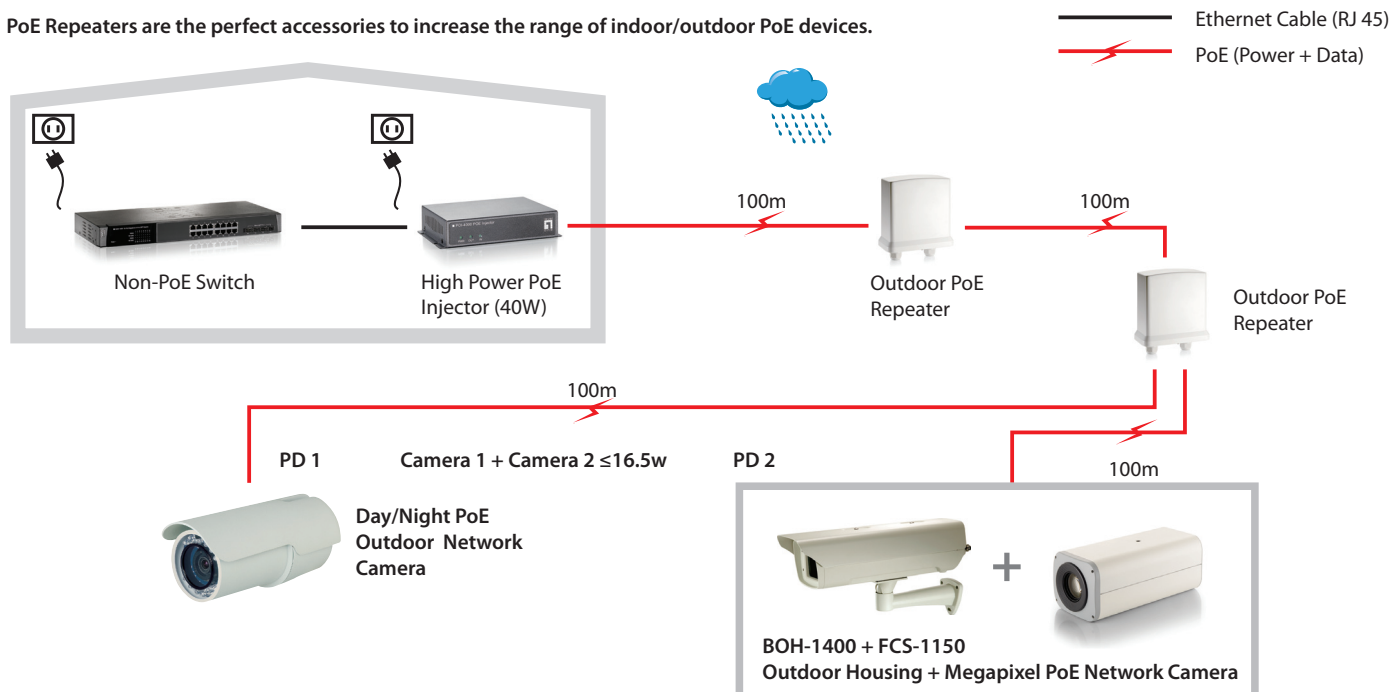 PoE Repeaters are the perfect accessories to increase the range of indoor/outdoor PoE devices.
Ethernet Cable (RJ 45)
PoE (Power + Data)
Non-PoE Switch
High Power PoE
Injector (40W)
100m
Outdoor PoE
Repeater
100m
Outdoor PoE
Repeater
100m
PD 1
Camera 1 + Camera 2 ≤16.5w
PD 2
100m
Day/Night PoE
Outdoor Network
Camera
+
BOH-1400 + FCS-1150
Outdoor Housing + Megapixel PoE Network Camera